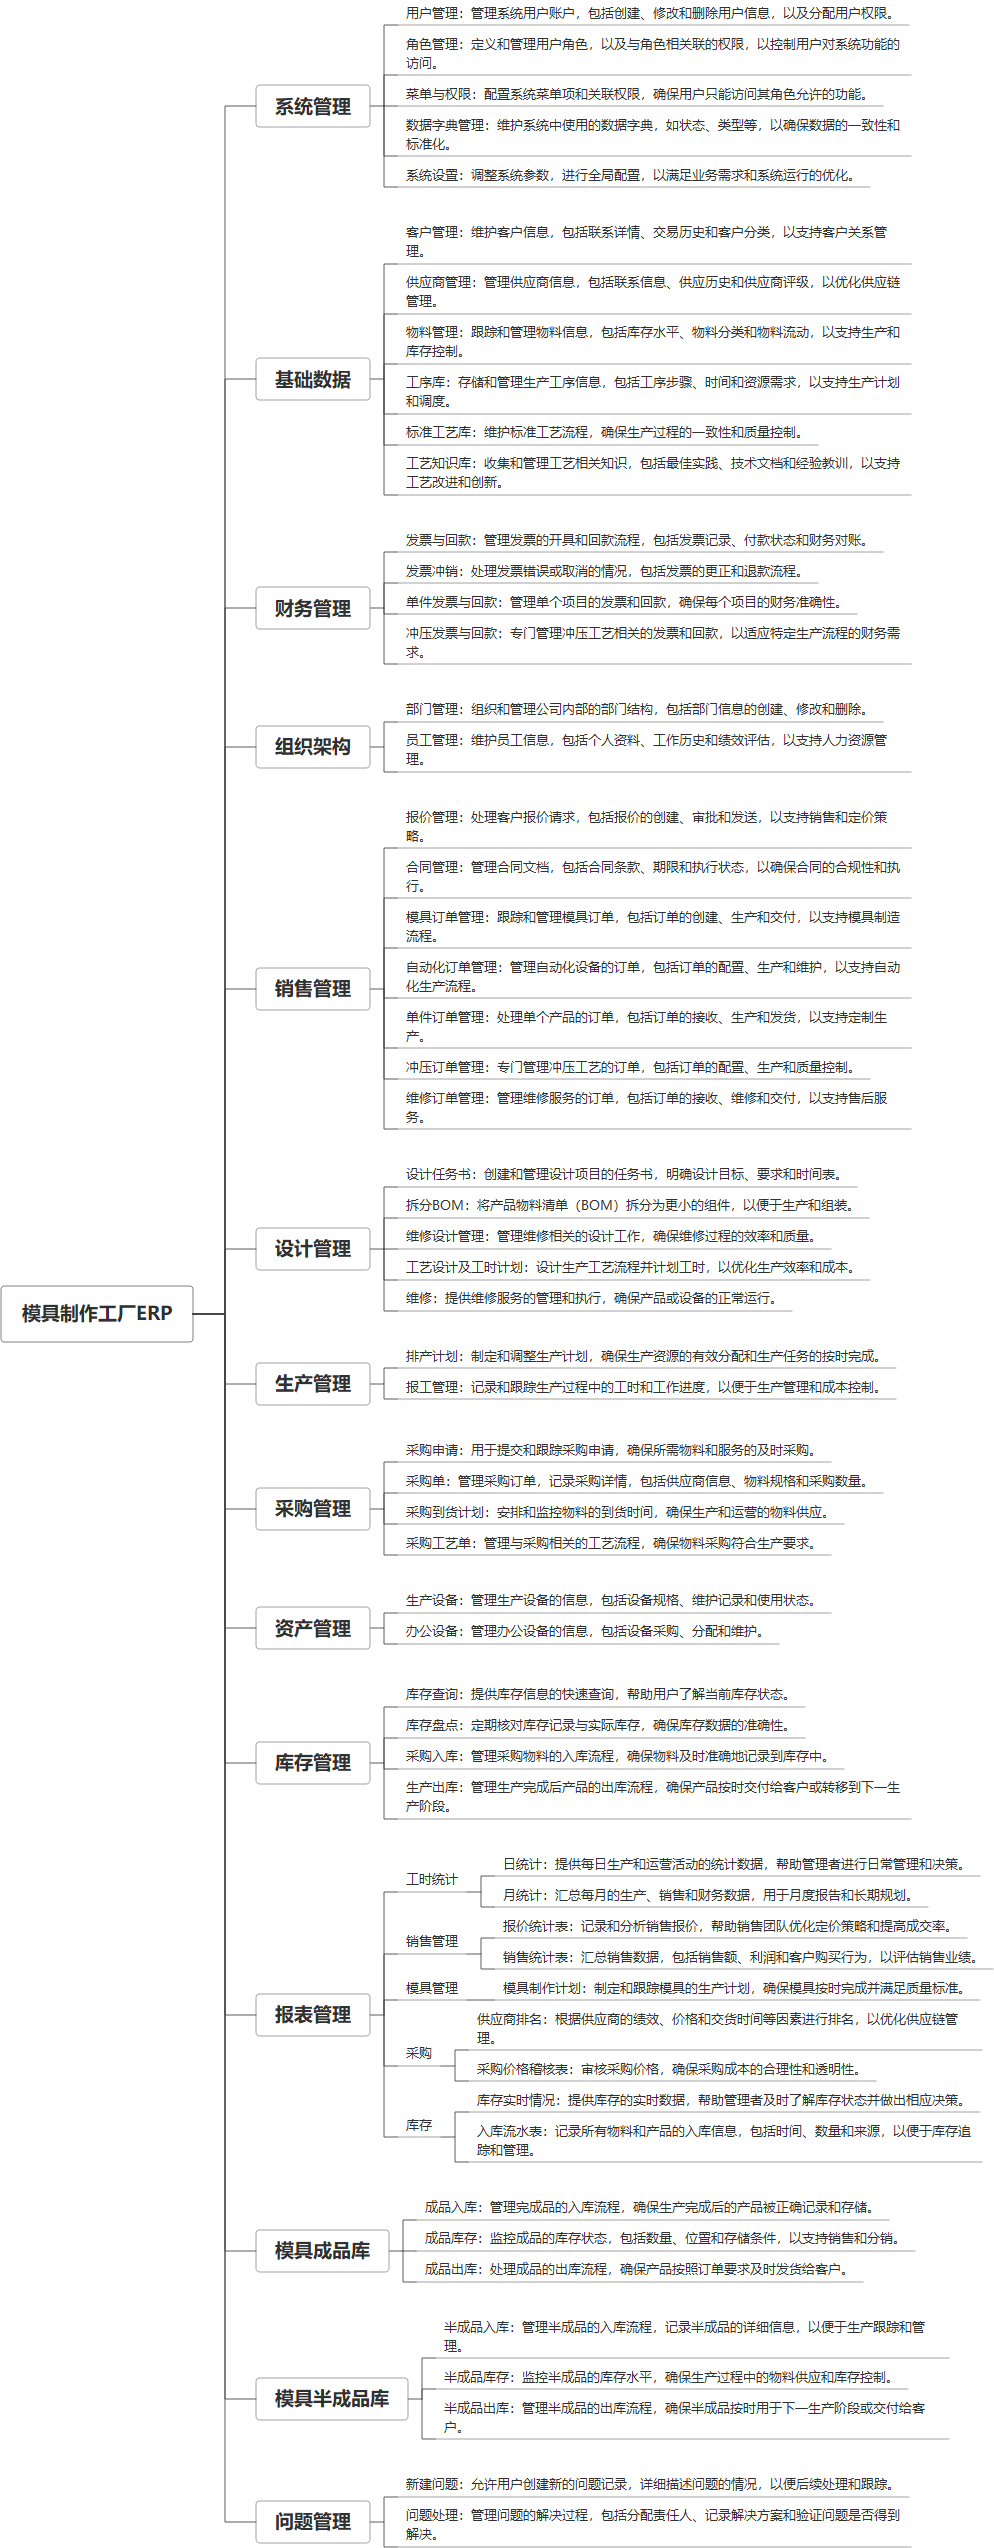 用户管理：管理系统用户账户，包括创建、修改和删除用户信息，以及分配用户权限。
角色管理：定义和管理用户角色，以及与角色相关联的权限，以控制用户对系统功能的
访问。
系统管理
菜单与权限：配置系统菜单项和关联权限，确保用户只能访问其角色允许的功能。
数据字典管理：维护系统中使用的数据字典，如状态、类型等，以确保数据的一致性和
标准化。
系统设置：调整系统参数，进行全局配置，以满足业务需求和系统运行的优化。
客户管理：维护客户信息，包括联系详情、交易历史和客户分类，以支持客户关系管
理。
供应商管理：管理供应商信息，包括联系信息、供应历史和供应商评级，以优化供应链
管理。
物料管理：跟踪和管理物料信息，包括库存水平、物料分类和物料流动，以支持生产和
库存控制。
基础数据
工序库：存储和管理生产工序信息，包括工序步骤、时间和资源需求，以支持生产计划
和调度。
标准工艺库：维护标准工艺流程，确保生产过程的一致性和质量控制。
工艺知识库：收集和管理工艺相关知识，包括最佳实践、技术文档和经验教训，以支持
工艺改进和创新。
发票与回款：管理发票的开具和回款流程，包括发票记录、付款状态和财务对账。
发票冲销：处理发票错误或取消的情况，包括发票的更正和退款流程。
财务管理
单件发票与回款：管理单个项目的发票和回款，确保每个项目的财务准确性。
冲压发票与回款：专门管理冲压工艺相关的发票和回款，以适应特定生产流程的财务需
求。
部门管理：组织和管理公司内部的部门结构，包括部门信息的创建、修改和删除。
组织架构
员工管理：维护员工信息，包括个人资料、工作历史和绩效评估，以支持人力资源管
理。
报价管理：处理客户报价请求，包括报价的创建、审批和发送，以支持销售和定价策
略。
合同管理：管理合同文档，包括合同条款、期限和执行状态，以确保合同的合规性和执
行。
模具订单管理：跟踪和管理模具订单，包括订单的创建、生产和交付，以支持模具制造
流程。
销售管理
自动化订单管理：管理自动化设备的订单，包括订单的配置、生产和维护，以支持自动
化生产流程。
单件订单管理：处理单个产品的订单，包括订单的接收、生产和发货，以支持定制生
产。
冲压订单管理：专门管理冲压工艺的订单，包括订单的配置、生产和质量控制。
维修订单管理：管理维修服务的订单，包括订单的接收、维修和交付，以支持售后服
务。
设计任务书：创建和管理设计项目的任务书，明确设计目标、要求和时间表。
拆分BOM：将产品物料清单（BOM）拆分为更小的组件，以便于生产和组装。
设计管理
维修设计管理：管理维修相关的设计工作，确保维修过程的效率和质量。
工艺设计及工时计划：设计生产工艺流程并计划工时，以优化生产效率和成本。
维修：提供维修服务的管理和执行，确保产品或设备的正常运行。
模具制作工厂ERP
排产计划：制定和调整生产计划，确保生产资源的有效分配和生产任务的按时完成。
生产管理
报工管理：记录和跟踪生产过程中的工时和工作进度，以便于生产管理和成本控制。
采购申请：用于提交和跟踪采购申请，确保所需物料和服务的及时采购。
采购单：管理采购订单，记录采购详情，包括供应商信息、物料规格和采购数量。
采购管理
采购到货计划：安排和监控物料的到货时间，确保生产和运营的物料供应。
采购工艺单：管理与采购相关的工艺流程，确保物料采购符合生产要求。
生产设备：管理生产设备的信息，包括设备规格、维护记录和使用状态。
资产管理
办公设备：管理办公设备的信息，包括设备采购、分配和维护。
库存查询：提供库存信息的快速查询，帮助用户了解当前库存状态。
库存盘点：定期核对库存记录与实际库存，确保库存数据的准确性。
库存管理
采购入库：管理采购物料的入库流程，确保物料及时准确地记录到库存中。
生产出库：管理生产完成后产品的出库流程，确保产品按时交付给客户或转移到下一生
产阶段。
工时统计
日统计：提供每日生产和运营活动的统计数据，帮助管理者进行日常管理和决策。
月统计：汇总每月的生产、销售和财务数据，用于月度报告和长期规划。
销售管理
报价统计表：记录和分析销售报价，帮助销售团队优化定价策略和提高成交率。
销售统计表：汇总销售数据，包括销售额、利润和客户购买行为，以评估销售业绩。
模具管理
模具制作计划：制定和跟踪模具的生产计划，确保模具按时完成并满足质量标准。
报表管理
采购
供应商排名：根据供应商的绩效、价格和交货时间等因素进行排名，以优化供应链管
理。
采购价格稽核表：审核采购价格，确保采购成本的合理性和透明性。
库存
库存实时情况：提供库存的实时数据，帮助管理者及时了解库存状态并做出相应决策。
入库流水表：记录所有物料和产品的入库信息，包括时间、数量和来源，以便于库存追
踪和管理。
成品入库：管理完成品的入库流程，确保生产完成后的产品被正确记录和存储。
模具成品库
成品库存：监控成品的库存状态，包括数量、位置和存储条件，以支持销售和分销。
成品出库：处理成品的出库流程，确保产品按照订单要求及时发货给客户。
半成品入库：管理半成品的入库流程，记录半成品的详细信息，以便于生产跟踪和管
理。
模具半成品库
半成品库存：监控半成品的库存水平，确保生产过程中的物料供应和库存控制。
半成品出库：管理半成品的出库流程，确保半成品按时用于下一生产阶段或交付给客
户。
新建问题：允许用户创建新的问题记录，详细描述问题的情况，以便后续处理和跟踪。
问题管理
问题处理：管理问题的解决过程，包括分配责任人、记录解决方案和验证问题是否得到
解决。